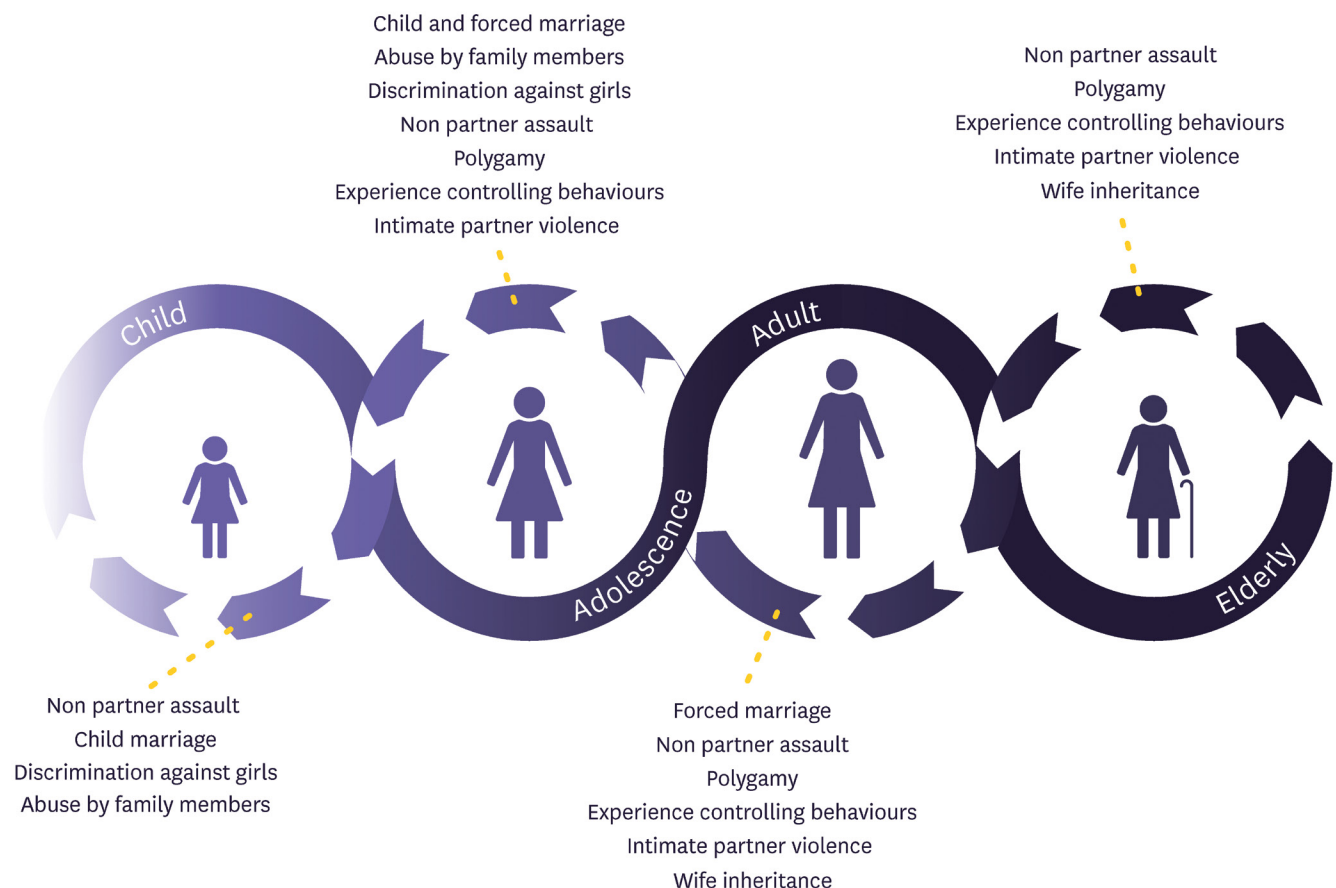 Child and forced marriage
Abuse by family members
Discrimination against girls
Non partner assault
Polygamy
Experience controlling behaviours
Intimate partner violence
Non partner assault
Polygamy
Experience controlling behaviours
Intimate partner violence
Wife inheritance
Child
Adolescence
Adult
Elderly
Non partner assault
Child marriage
Discrimination against girls
Abuse by family members
Forced marriage
Non partner assault
Polygamy
Experience controlling behaviours
Intimate partner violence
Wife inheritance